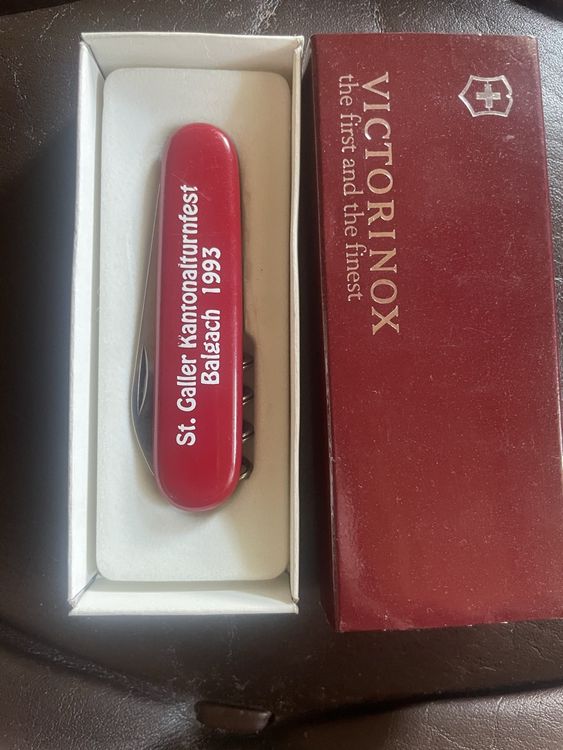 St. Galler Kantonalturnfest
Balgach 1993
VICTORINOX
the first and the finest